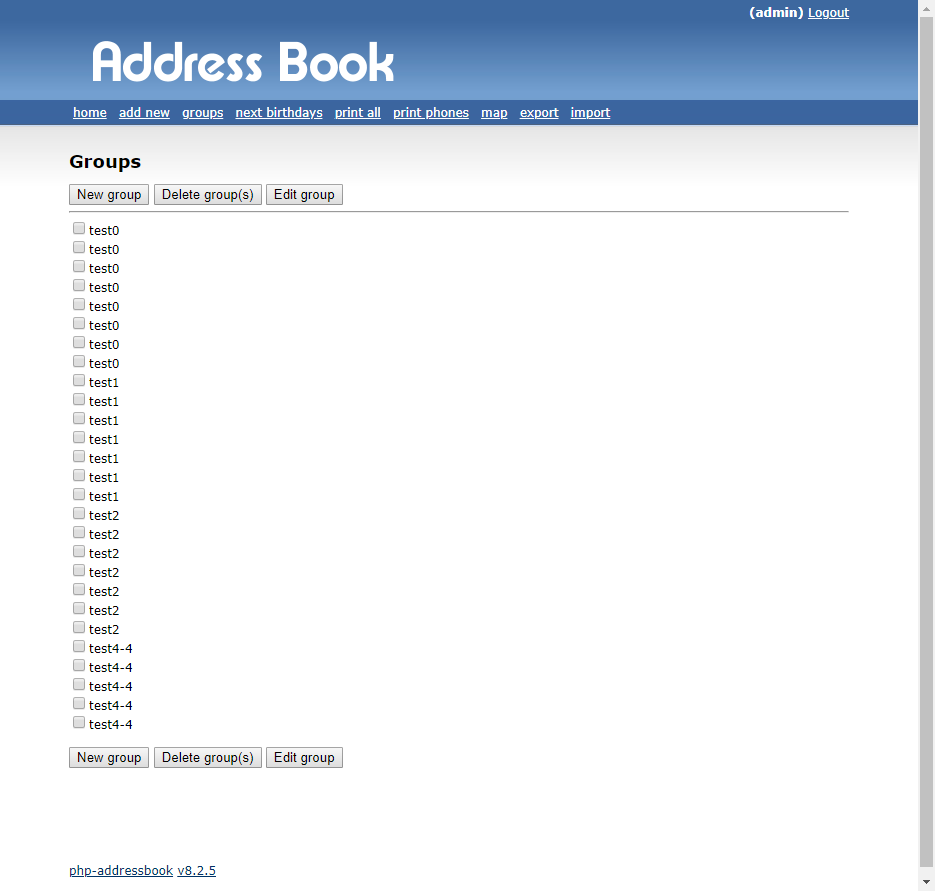 (admin) Logout
Address Book
home add new groups next birthdays print all print phones map export import
Groups
New group Delete group(s) Edit group
test0
test0
test0
test0
test0
test0
test0
test0
test1
test1
test1
test1
test1
test1
test1
test2
test2
test2
test2
test2
test2
test2
test4-4
test4-4
test4-4
test4-4
test4-4
New group Delete group(s) Edit group
php-addressbook v8.2.5